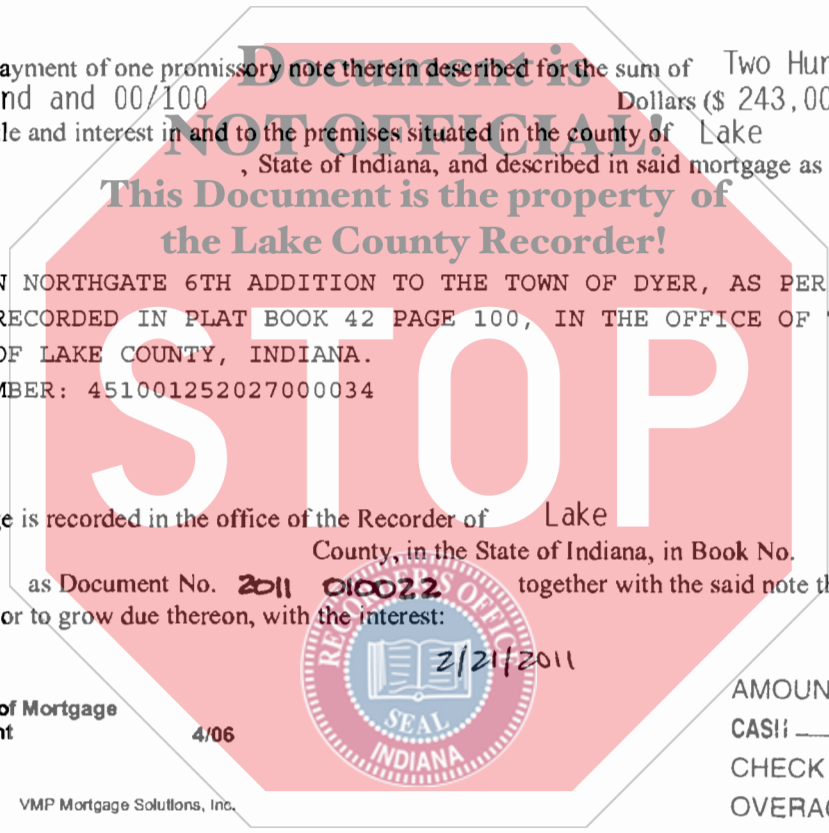 Document is
ayment of one promissory note therein described for the sum of Two Hun
nd and 00/100 Dollars ($ 243,00
NOT OFFICIAL!
le and interest in and to the premises situated in the county of Lake
, State of Indiana, and described in said mortgage as
This Document is the property of
the Lake County Recorder!
N NORTHGATE 6TH ADDITION TO THE TOWN OF DYER, AS PER
RECORDED IN PLAT BOOK 42 PAGE 100, IN THE OFFICE OF
OF LAKE COUNTY, INDIANA.
MBER: 451001252027000034
STOP
e is recorded in the office of the Recorder of Lake
County, in the State of Indiana, in Book No.
as Document No. 2011 010022 together with the said note th
or to grow due thereon, with the interest:
RECORDER'S OFFICE
2/21/2011
SEAL
INDIANA
of Mortgage
nt 4/06
VMP Mortgage Solutions, Inc.
AMOUN
CASH
CHECK
OVERAG